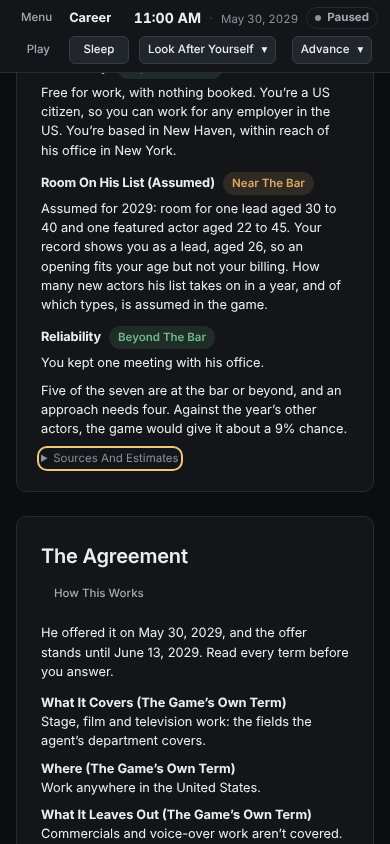 Menu Career 11:00 AM · May 30, 2029 Paused
Play Sleep Look After Yourself ▾ Advance ▾
Free for work, with nothing booked. You’re a US
citizen, so you can work for any employer in the
US. You’re based in New Haven, within reach of
his office in New York.
Room On His List (Assumed) Near The Bar
Assumed for 2029: room for one lead aged 30 to
40 and one featured actor aged 22 to 45. Your
record shows you as a lead, aged 26, so an
opening fits your age but not your billing. How
many new actors his list takes on in a year, and of
which types, is assumed in the game.
Reliability Beyond The Bar
You kept one meeting with his office.
Five of the seven are at the bar or beyond, and an
approach needs four. Against the year’s other
actors, the game would give it about a 9% chance.
▶ Sources And Estimates
The Agreement
How This Works
He offered it on May 30, 2029, and the offer
stands until June 13, 2029. Read every term before
you answer.
What It Covers (The Game’s Own Term)
Stage, film and television work: the fields the
agent’s department covers.
Where (The Game’s Own Term)
Work anywhere in the United States.
What It Leaves Out (The Game’s Own Term)
Commercials and voice-over work aren’t covered.